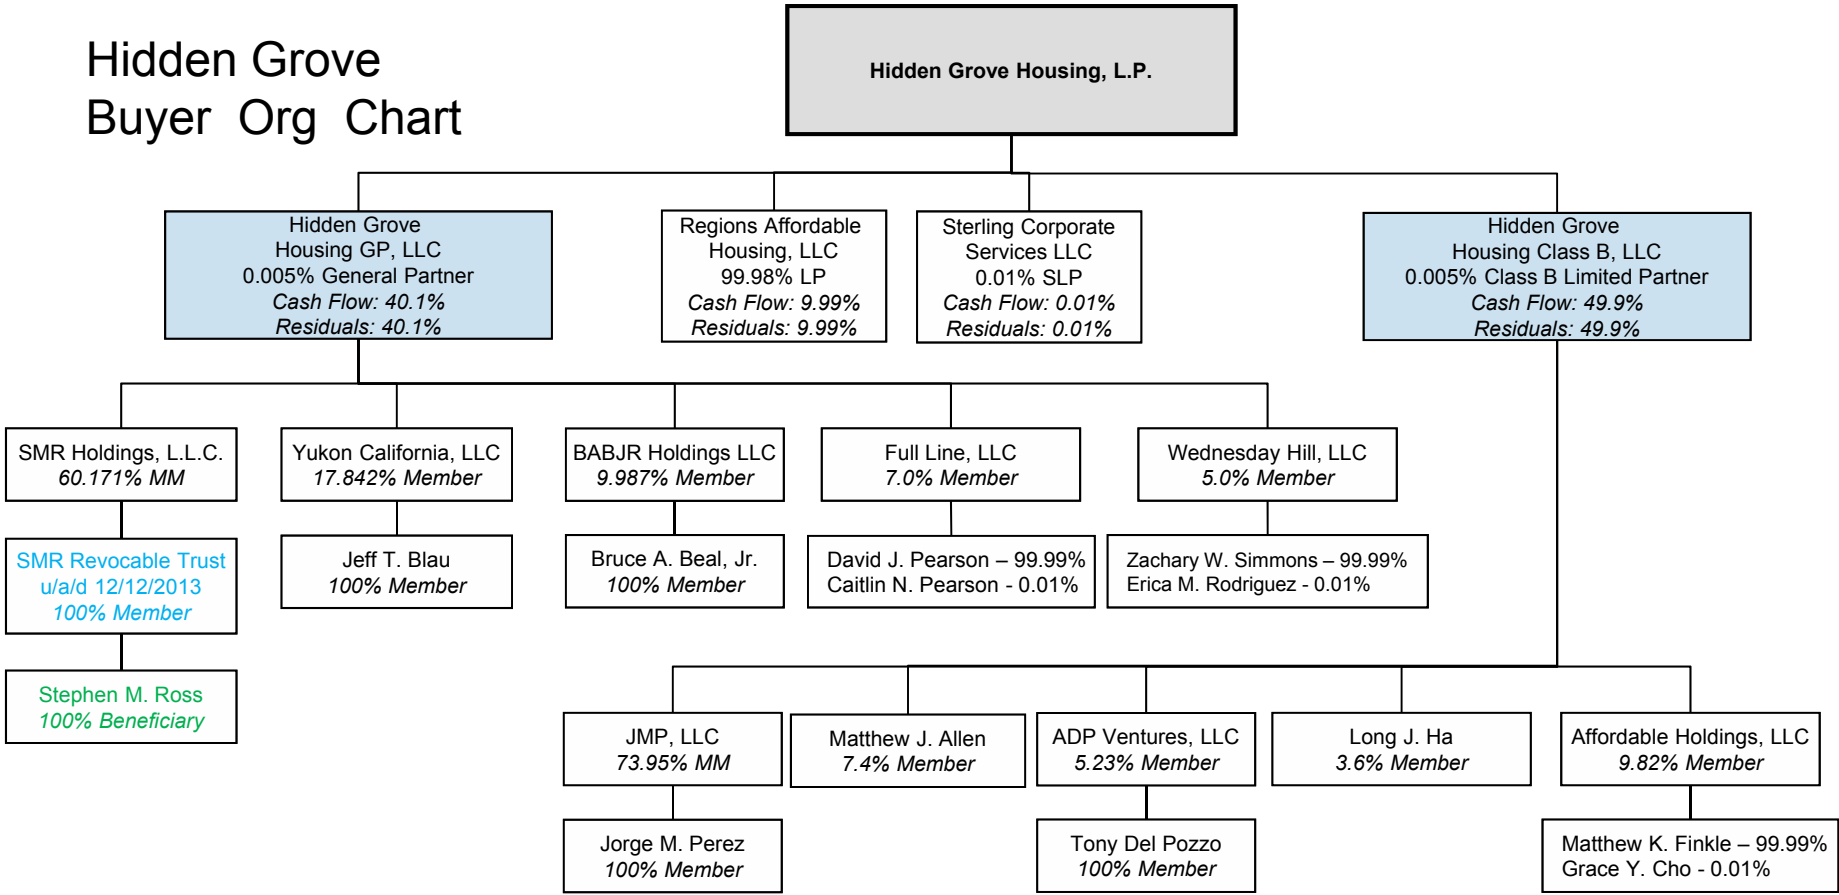 Hidden Grove
Buyer Org Chart
Hidden Grove Housing, L.P.
Hidden Grove
Housing GP, LLC
0.005% General Partner
Cash Flow: 40.1%
Residuals: 40.1%
Regions Affordable
Housing, LLC
99.98% LP
Cash Flow: 9.99%
Residuals: 9.99%
Sterling Corporate
Services LLC
0.01% SLP
Cash Flow: 0.01%
Residuals: 0.01%
Hidden Grove
Housing Class B, LLC
0.005% Class B Limited Partner
Cash Flow: 49.9%
Residuals: 49.9%
SMR Holdings, L.L.C.
60.171% MM
Yukon California, LLC
17.842% Member
BABJR Holdings LLC
9.987% Member
Full Line, LLC
7.0% Member
Wednesday Hill, LLC
5.0% Member
SMR Revocable Trust
u/a/d 12/12/2013
100% Member
Jeff T. Blau
100% Member
Bruce A. Beal, Jr.
100% Member
David J. Pearson – 99.99%
Caitlin N. Pearson - 0.01%
Zachary W. Simmons – 99.99%
Erica M. Rodriguez - 0.01%
Stephen M. Ross
100% Beneficiary
JMP, LLC
73.95% MM
Matthew J. Allen
7.4% Member
ADP Ventures, LLC
5.23% Member
Long J. Ha
3.6% Member
Affordable Holdings, LLC
9.82% Member
Jorge M. Perez
100% Member
Tony Del Pozzo
100% Member
Matthew K. Finkle – 99.99%
Grace Y. Cho - 0.01%